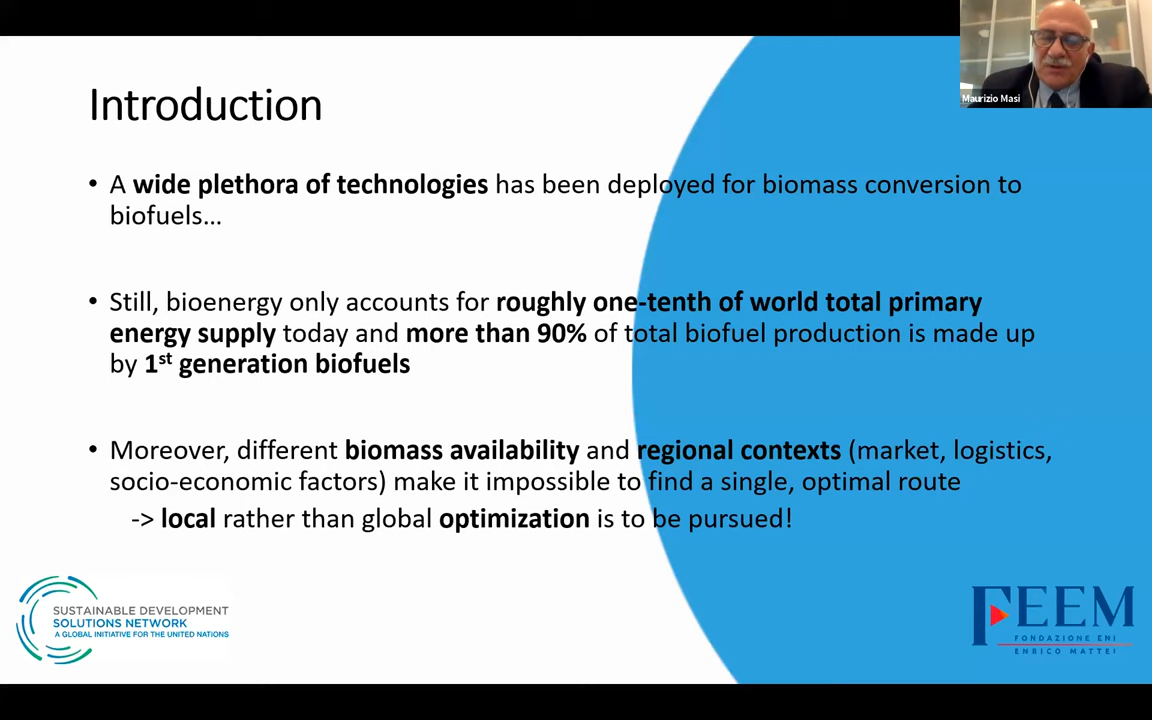 Maurizio Masi
Introduction
• A wide plethora of technologies has been deployed for biomass conversion to
biofuels...
• Still, bioenergy only accounts for roughly one-tenth of world total primary
energy supply today and more than 90% of total biofuel production is made up
by 1st generation biofuels
• Moreover, different biomass availability and regional contexts (market, logistics,
socio-economic factors) make it impossible to find a single, optimal route
-> local rather than global optimization is to be pursued!
SUSTAINABLE DEVELOPMENT
SOLUTIONS NETWORK
A GLOBAL INITIATIVE FOR THE UNITED NATIONS
FEEM
FONDAZIONE ENI
ENRICO MATTEI